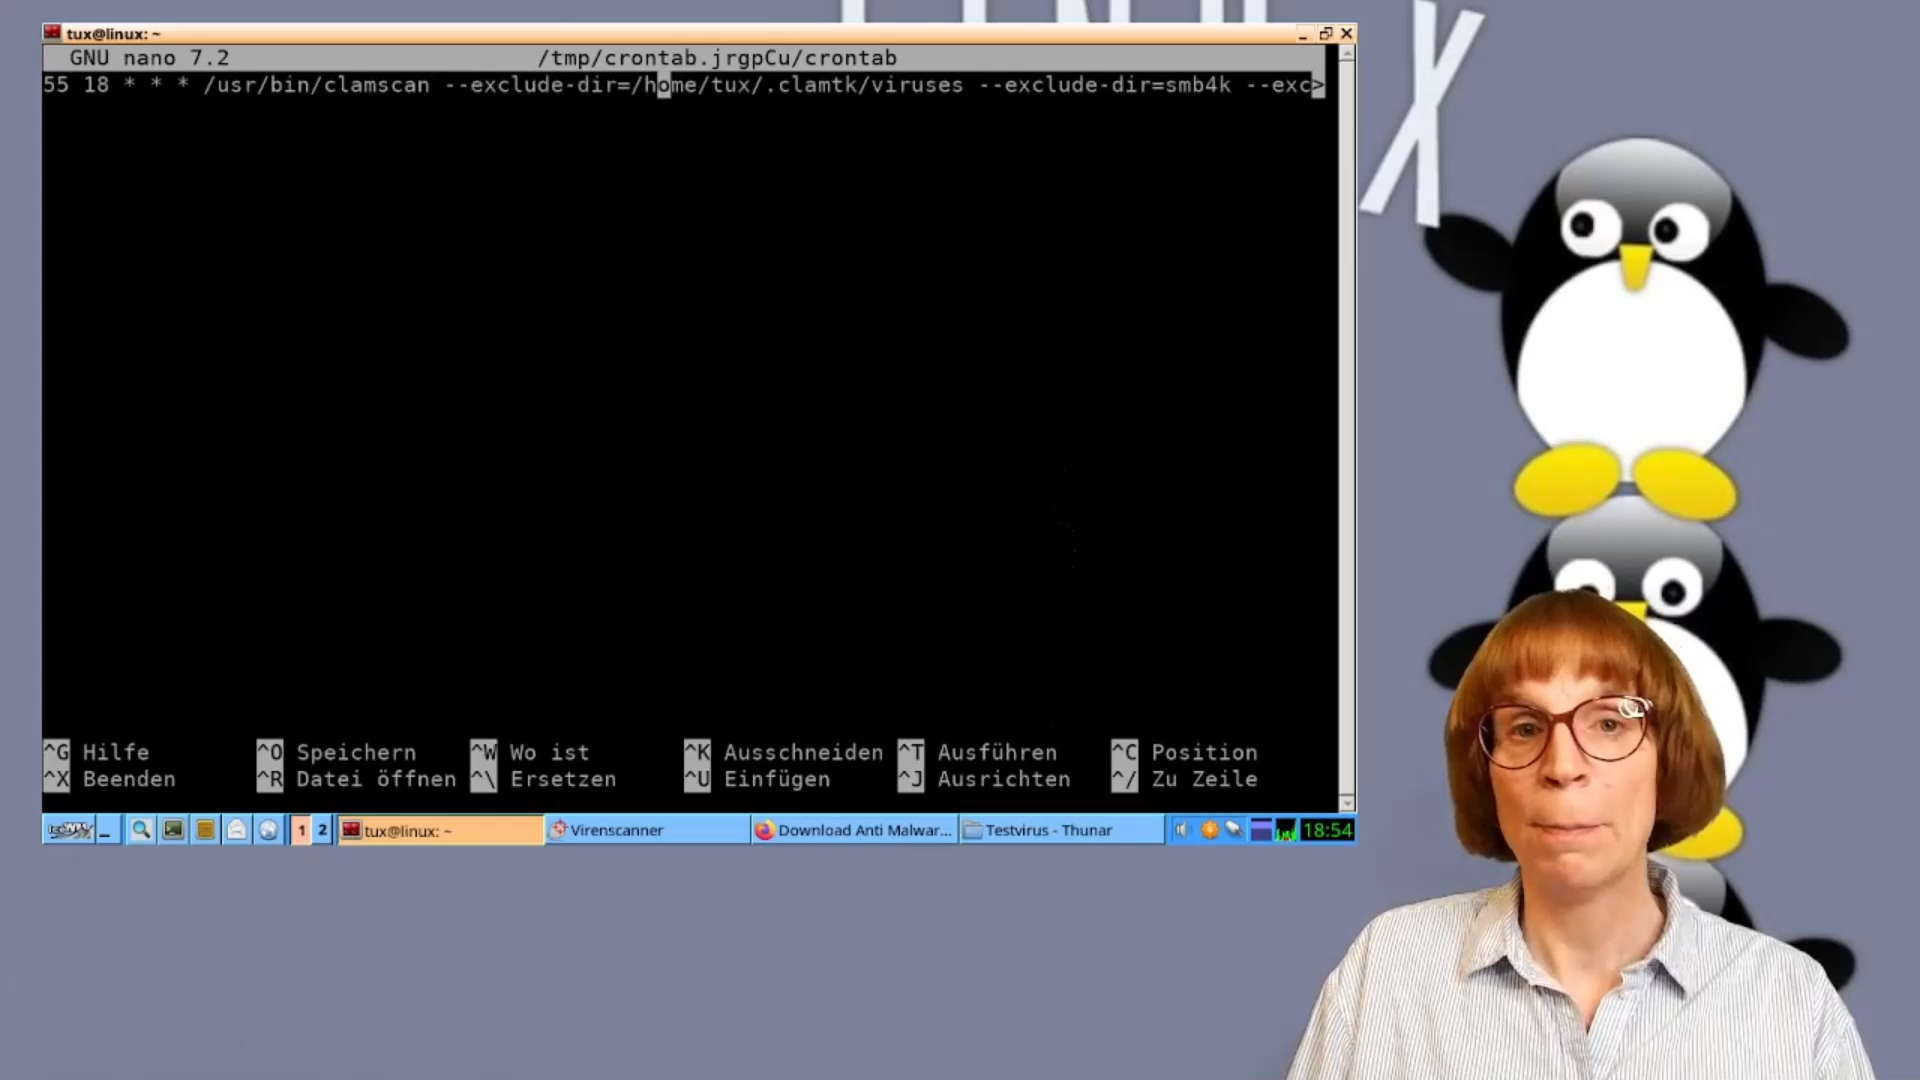 X
tux@linux: ~
GNU nano 7.2 /tmp/crontab.jrgpCu/crontab
55 18 * * * /usr/bin/clamscan --exclude-dir=/home/tux/.clamtk/viruses --exclude-dir=smb4k --exc>
^G Hilfe ^O Speichern ^W Wo ist ^K Ausschneiden ^T Ausführen ^C Position
^X Beenden ^R Datei öffnen ^\ Ersetzen ^U Einfügen ^J Ausrichten ^/ Zu Zeile
IceWM 1 2 tux@linux: ~ Virenscanner Download Anti Malwar... Testvirus - Thunar 18:54